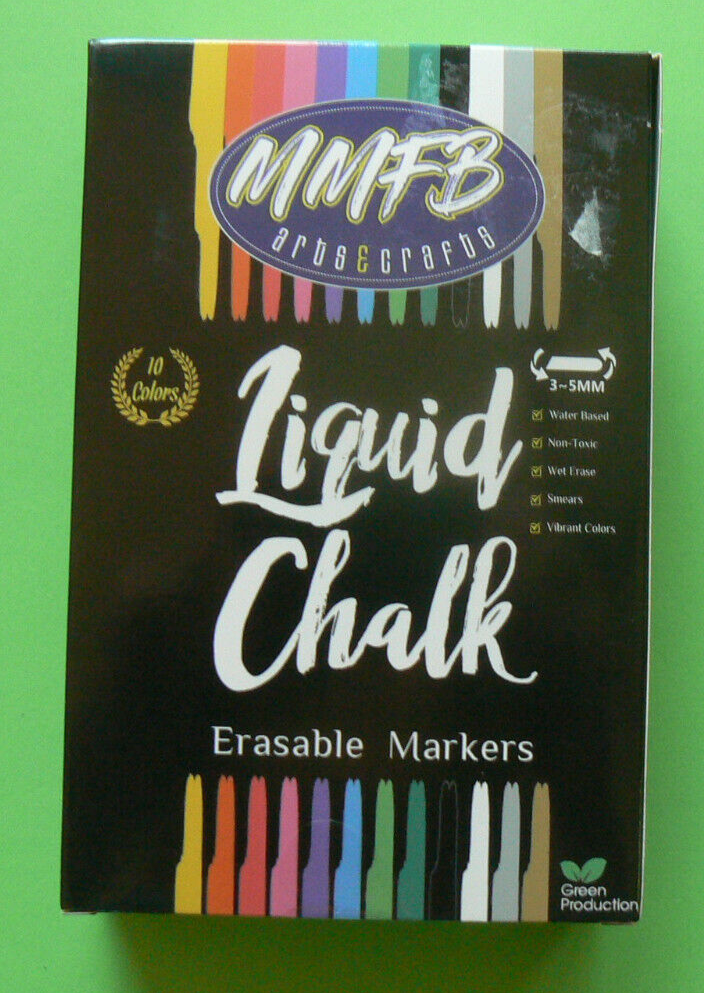 MMFB
arts&crafts
10
Colors
Liquid
Chalk
3~5MM
Water Based
Non-Toxic
Wet Erase
Smears
Vibrant Colors
Erasable Markers
Green
Production